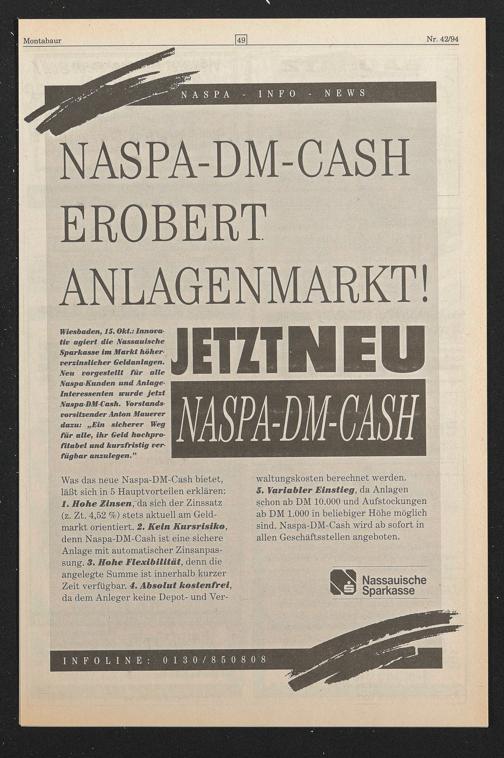 Montabaur
49
Nr. 42/94
NASPA - INFO - NEWS
NASPA-DM-CASH
EROBERT
ANLAGENMARKT!
Wiesbaden, 15. Okt.: Innova-
tiv agiert die Nassauische
Sparkasse im Markt höher-
verzinslicher Geldanlagen.
Neu vorgestellt für alle
Naspa-Kunden und Anlage-
Interessenten wurde jetzt
Naspa-DM-Cash. Vorstands-
vorsitzender Anton Mauerer
dazu: „Ein sicherer Weg
für alle, ihr Geld hochpro-
fitabel und kurzfristig ver-
fügbar anzulegen."
JETZT NEU
NASPA-DM-CASH
Was das neue Naspa-DM-Cash bietet,
läßt sich in 5 Hauptvorteilen erklären:
1. Hohe Zinsen, da sich der Zinssatz
(z. Zt. 4,52 %) stets aktuell am Geld-
markt orientiert. 2. Kein Kursrisiko,
denn Naspa-DM-Cash ist eine sichere
Anlage mit automatischer Zinsanpas-
sung. 3. Hohe Flexibilität, denn die
angelegte Summe ist innerhalb kurzer
Zeit verfügbar. 4. Absolut kostenfrei,
da dem Anleger keine Depot- und Ver-
waltungskosten berechnet werden.
5. Variabler Einstieg, da Anlagen
schon ab DM 10.000 und Aufstockungen
ab DM 1.000 in beliebiger Höhe möglich
sind. Naspa-DM-Cash wird ab sofort in
allen Geschäftsstellen angeboten.
Nassauische
Sparkasse
INFOLINE: 0130/850808